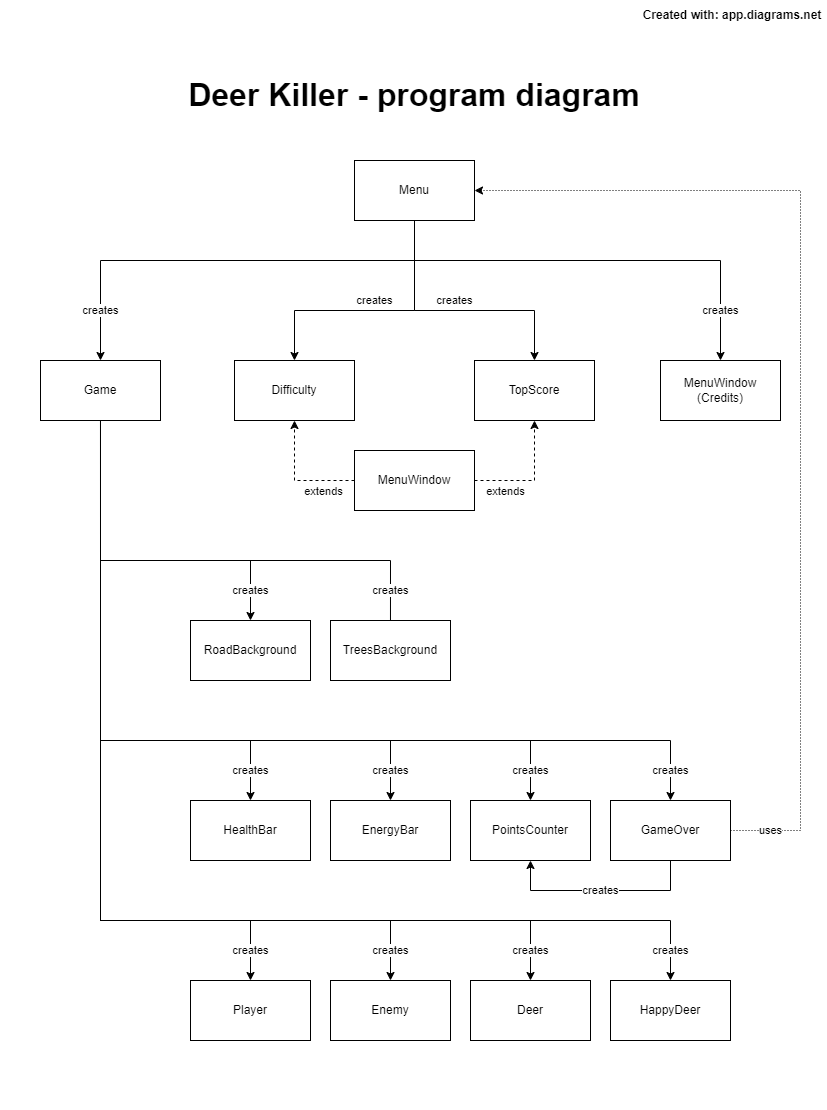 Created with: app.diagrams.net
Deer Killer - program diagram
Menu
creates
creates
creates
creates
Game
Difficulty
TopScore
MenuWindow
(Credits)
MenuWindow
extends
extends
creates
creates
RoadBackground
TreesBackground
creates
creates
creates
creates
HealthBar
EnergyBar
PointsCounter
GameOver
uses
creates
creates
creates
creates
creates
Player
Enemy
Deer
HappyDeer